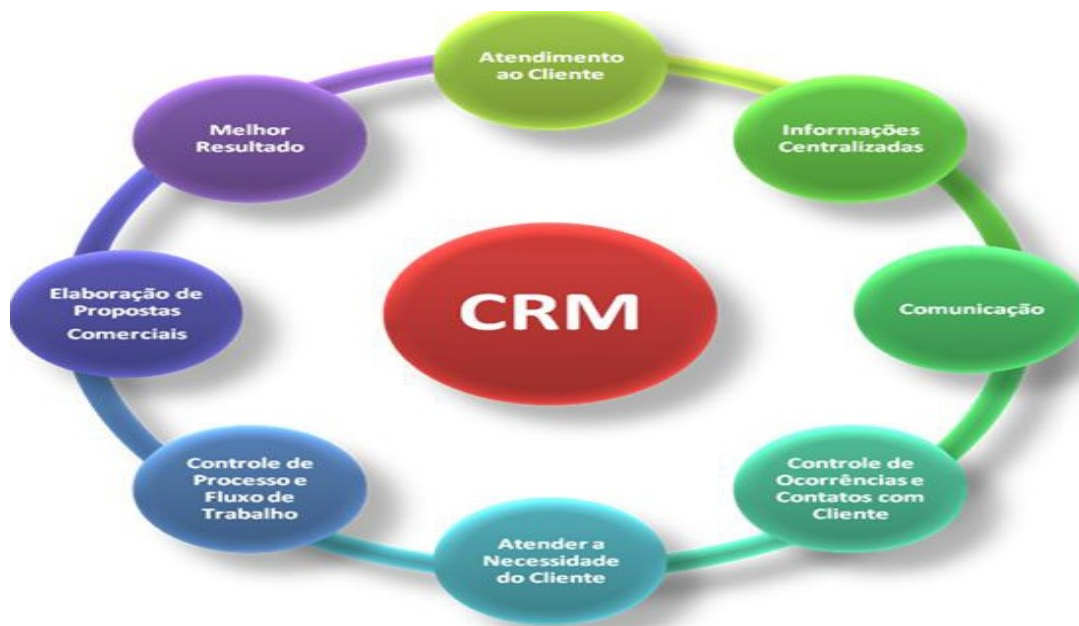 Atendimento
ao Cliente
Informações
Centralizadas
Comunicação
Controle de
Ocorrências e
Contatos com
Cliente
Atender a
Necessidade
do Cliente
Controle de
Processo e
Fluxo de
Trabalho
Elaboração de
Propostas
Comerciais
Melhor
Resultado
CRM